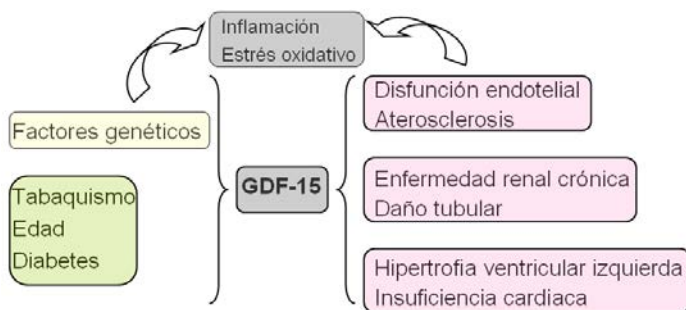 Inflamación
Estrés oxidativo
Factores genéticos
Tabaquismo
Edad
Diabetes
GDF-15
Disfunción endotelial
Aterosclerosis
Enfermedad renal crónica
Daño tubular
Hipertrofia ventricular izquierda
Insuficiencia cardiaca